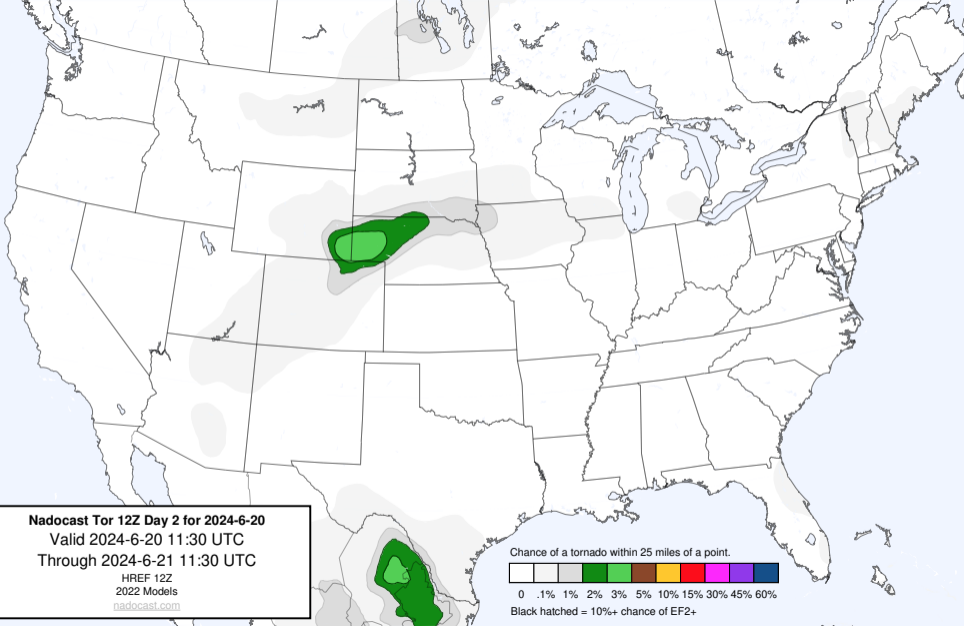 Nadocast Tor 12Z Day 2 for 2024-6-20
Valid 2024-6-20 11:30 UTC
Through 2024-6-21 11:30 UTC
HREF 12Z
2022 Models
nadocast.com
Chance of a tornado within 25 miles of a point.
0 .1% 1% 2% 3% 5% 10% 15% 30% 45% 60%
Black hatched = 10%+ chance of EF2+